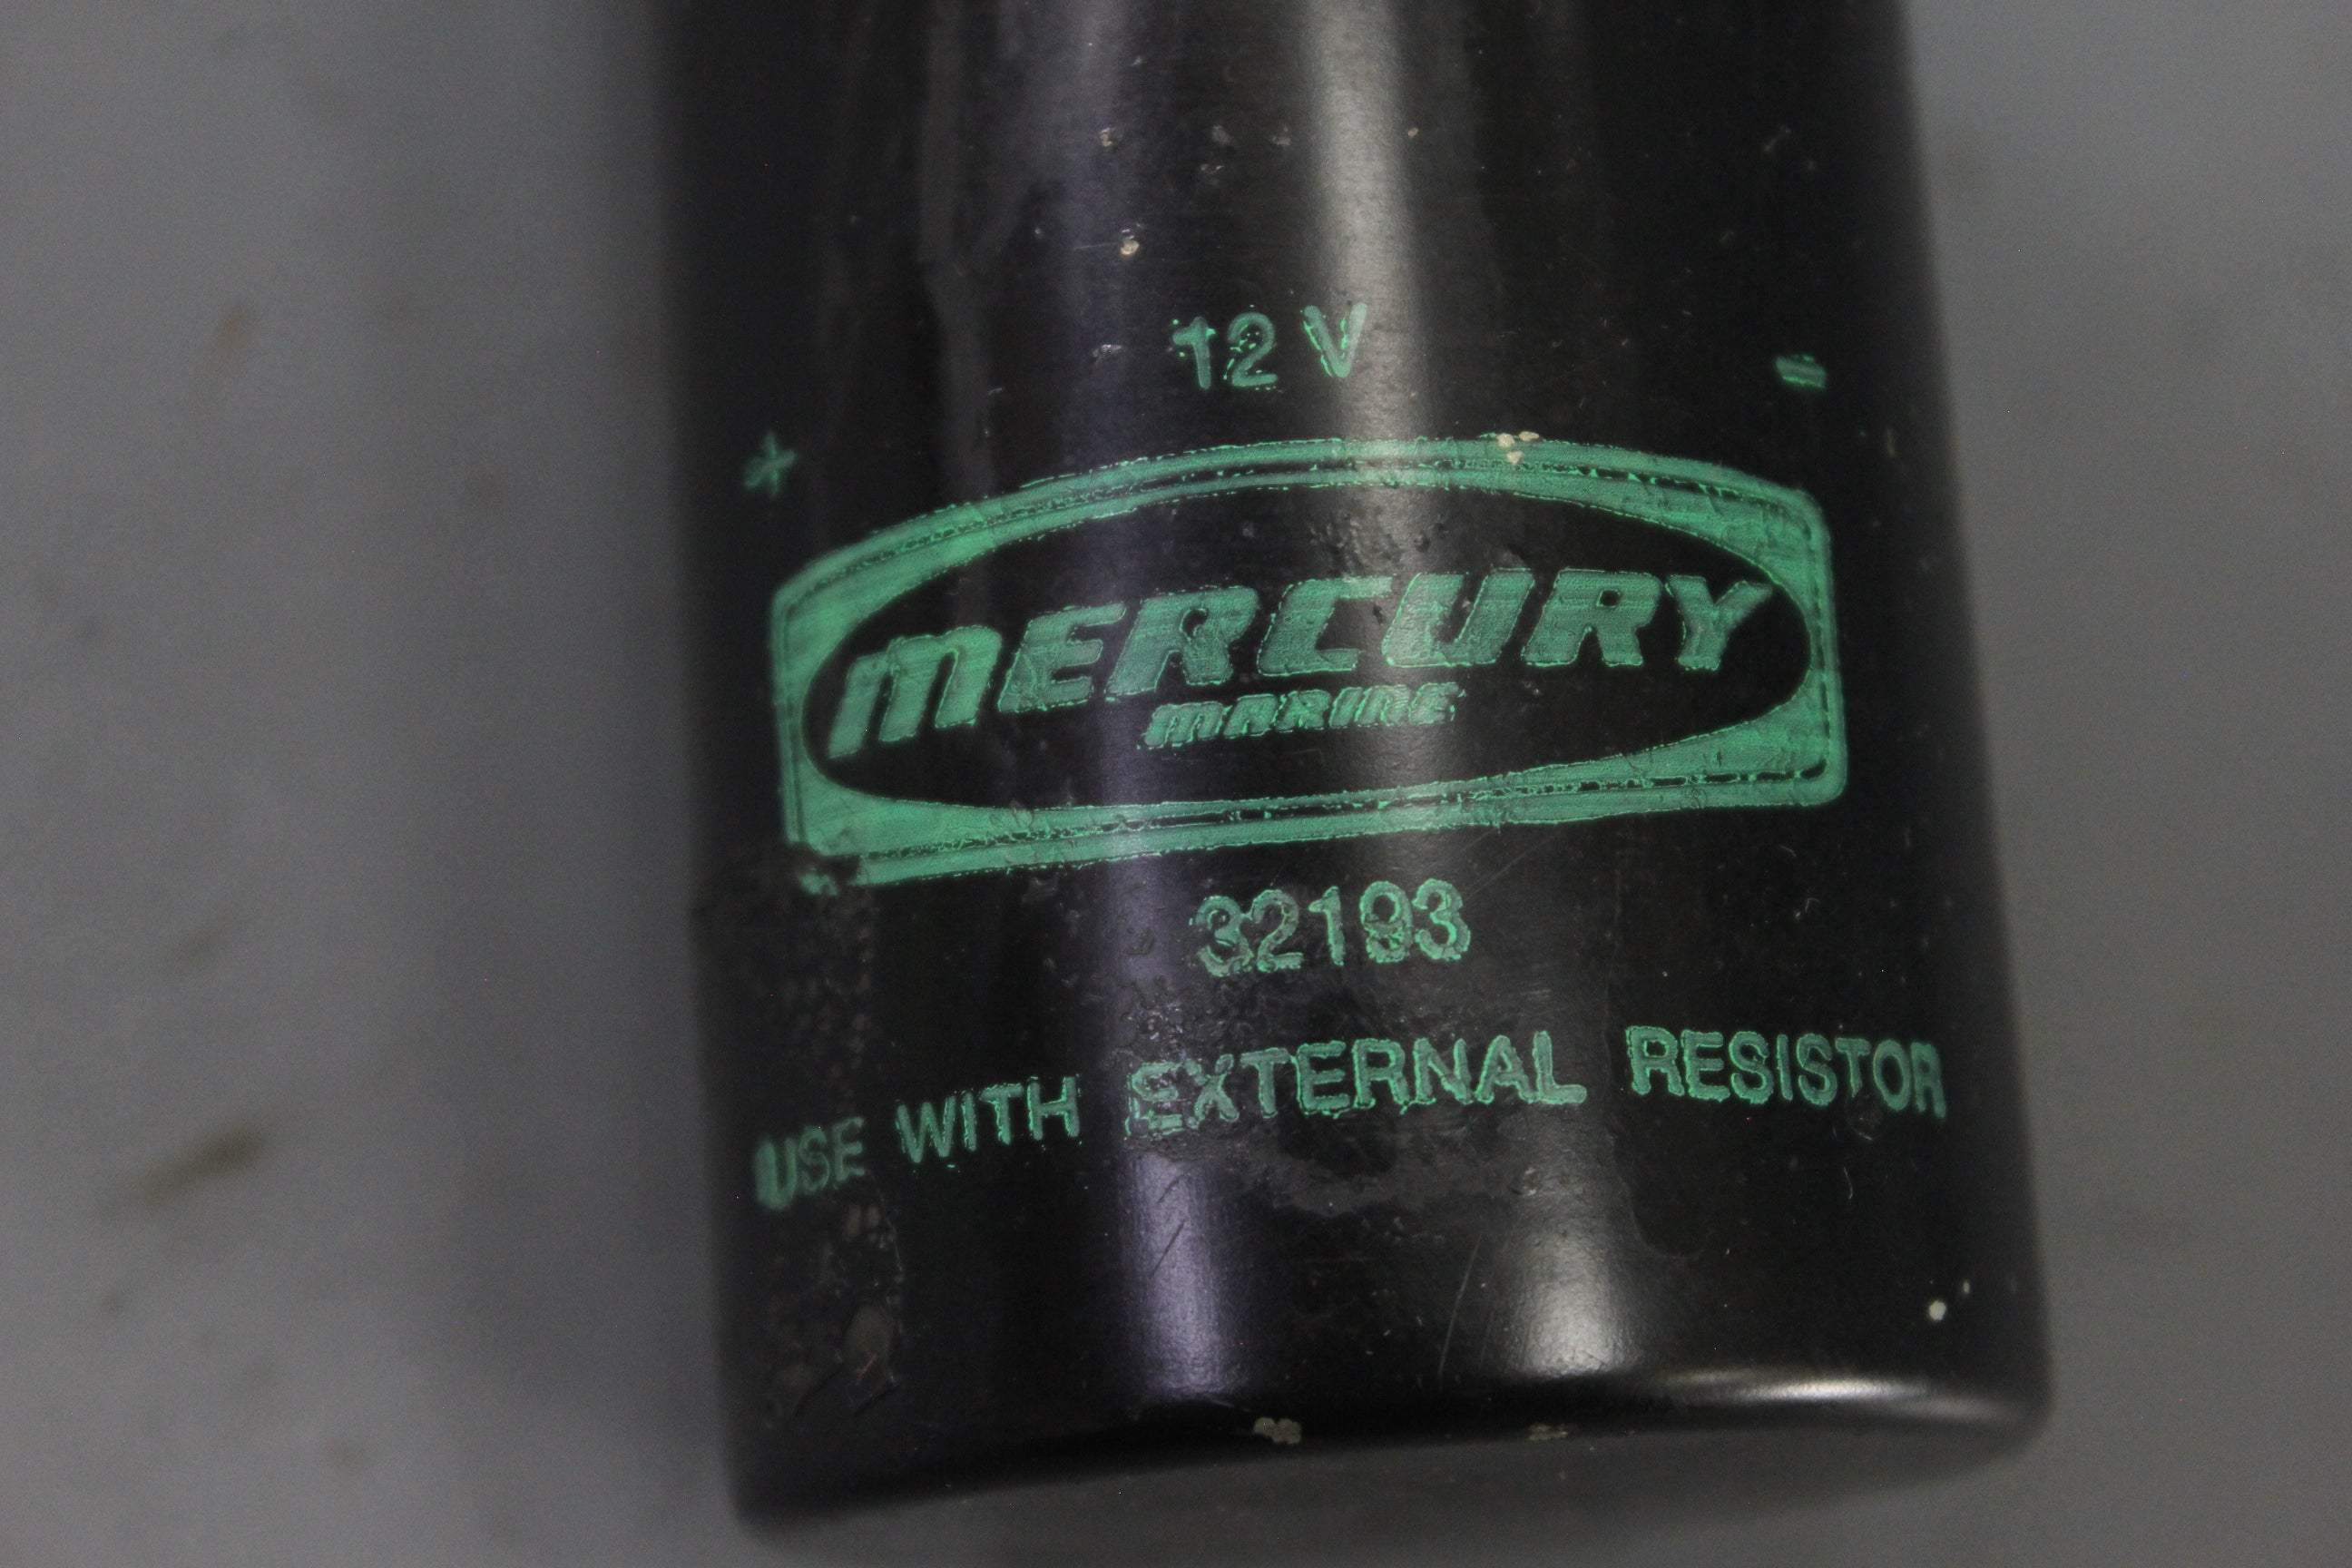 12 V
+ -
MERCURY
MARINE
32193
USE WITH EXTERNAL RESISTOR